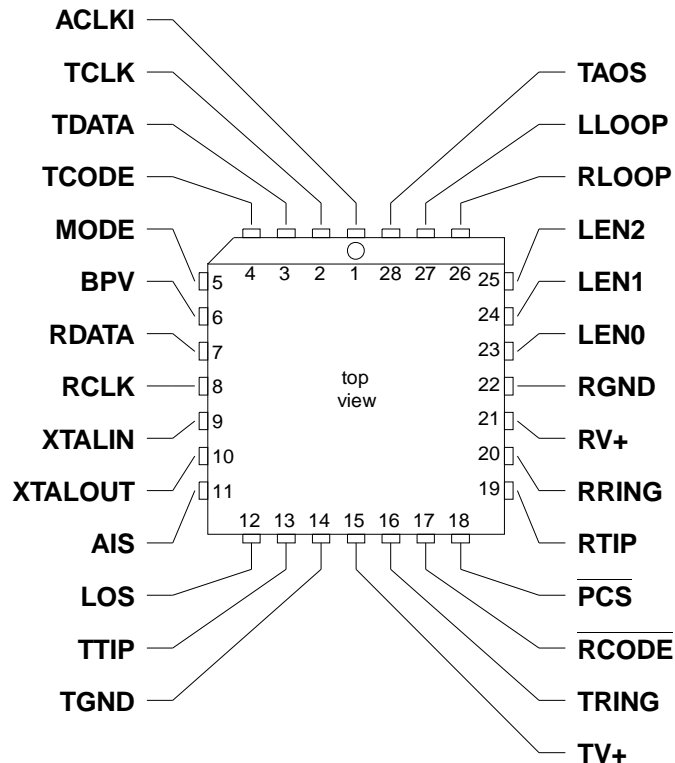 ACLKI
TCLK
TAOS
TDATA
LLOOP
TCODE
RLOOP
MODE
LEN2
BPV
LEN1
RDATA
LEN0
RCLK
RGND
XTALIN
RV+
XTALOUT
RRING
AIS
RTIP
LOS
PCS
TTIP
RCODE
TGND
TRING
TV+
4 3 2 1 28 27 26
5 25
6 24
7 23
8 22
9 21
10 20
11 19
top
view
12 13 14 15 16 17 18